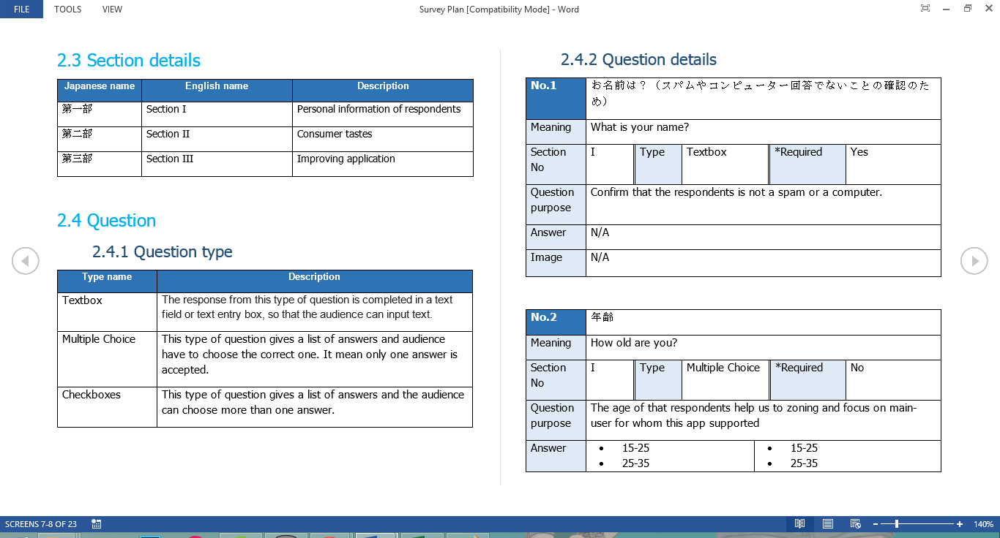 FILE TOOLS VIEW Survey Plan [Compatibility Mode] - Word
2.3 Section details
Japanese name English name Description
第一部 Section I Personal information of respondents
第二部 Section II Consumer tastes
第三部 Section III Improving application
2.4 Question
2.4.1 Question type
Type name Description
Textbox The response from this type of question is completed in a text
field or text entry box, so that the audience can input text.
Multiple Choice This type of question gives a list of answers and audience
have to choose the correct one. It mean only one answer is
accepted.
Checkboxes This type of question gives a list of answers and the audience
can choose more than one answer.
2.4.2 Question details
No.1 お名前は？（スパムやコンピューター回答でないことの確認のた
め）
Meaning What is your name?
Section I Type Textbox *Required Yes
No
Question Confirm that the respondents is not a spam or a computer.
purpose
Answer N/A
Image N/A
No.2 年齢
Meaning How old are you?
Section I Type Multiple Choice *Required No
No
Question The age of that respondents help us to zoning and focus on main-
purpose user for whom this app supported
Answer • 15-25 • 15-25
• 25-35 • 25-35
SCREENS 7-8 OF 23 140%